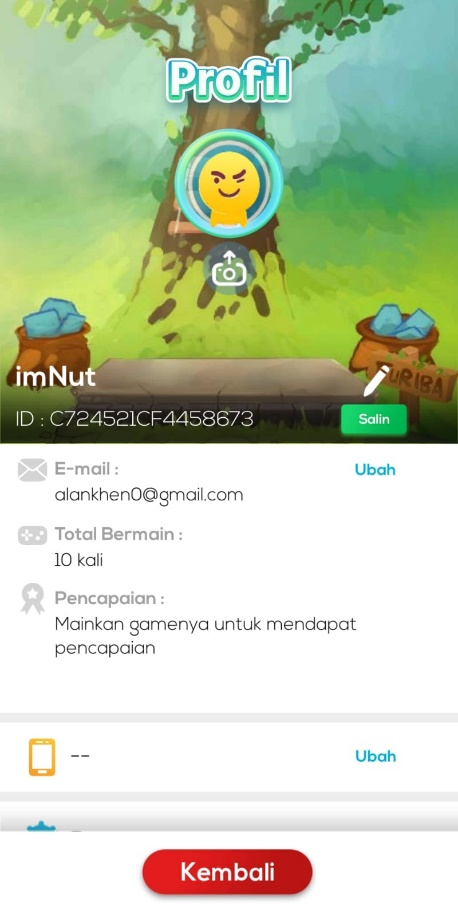 Profil
imNut
URIBA
ID : C724521CF4458673
Salin
E-mail :
Ubah
alankhen0@gmail.com
Total Bermain :
10 kali
Pencapaian :
Mainkan gamenya untuk mendapat
pencapaian
--
Ubah
Kembali